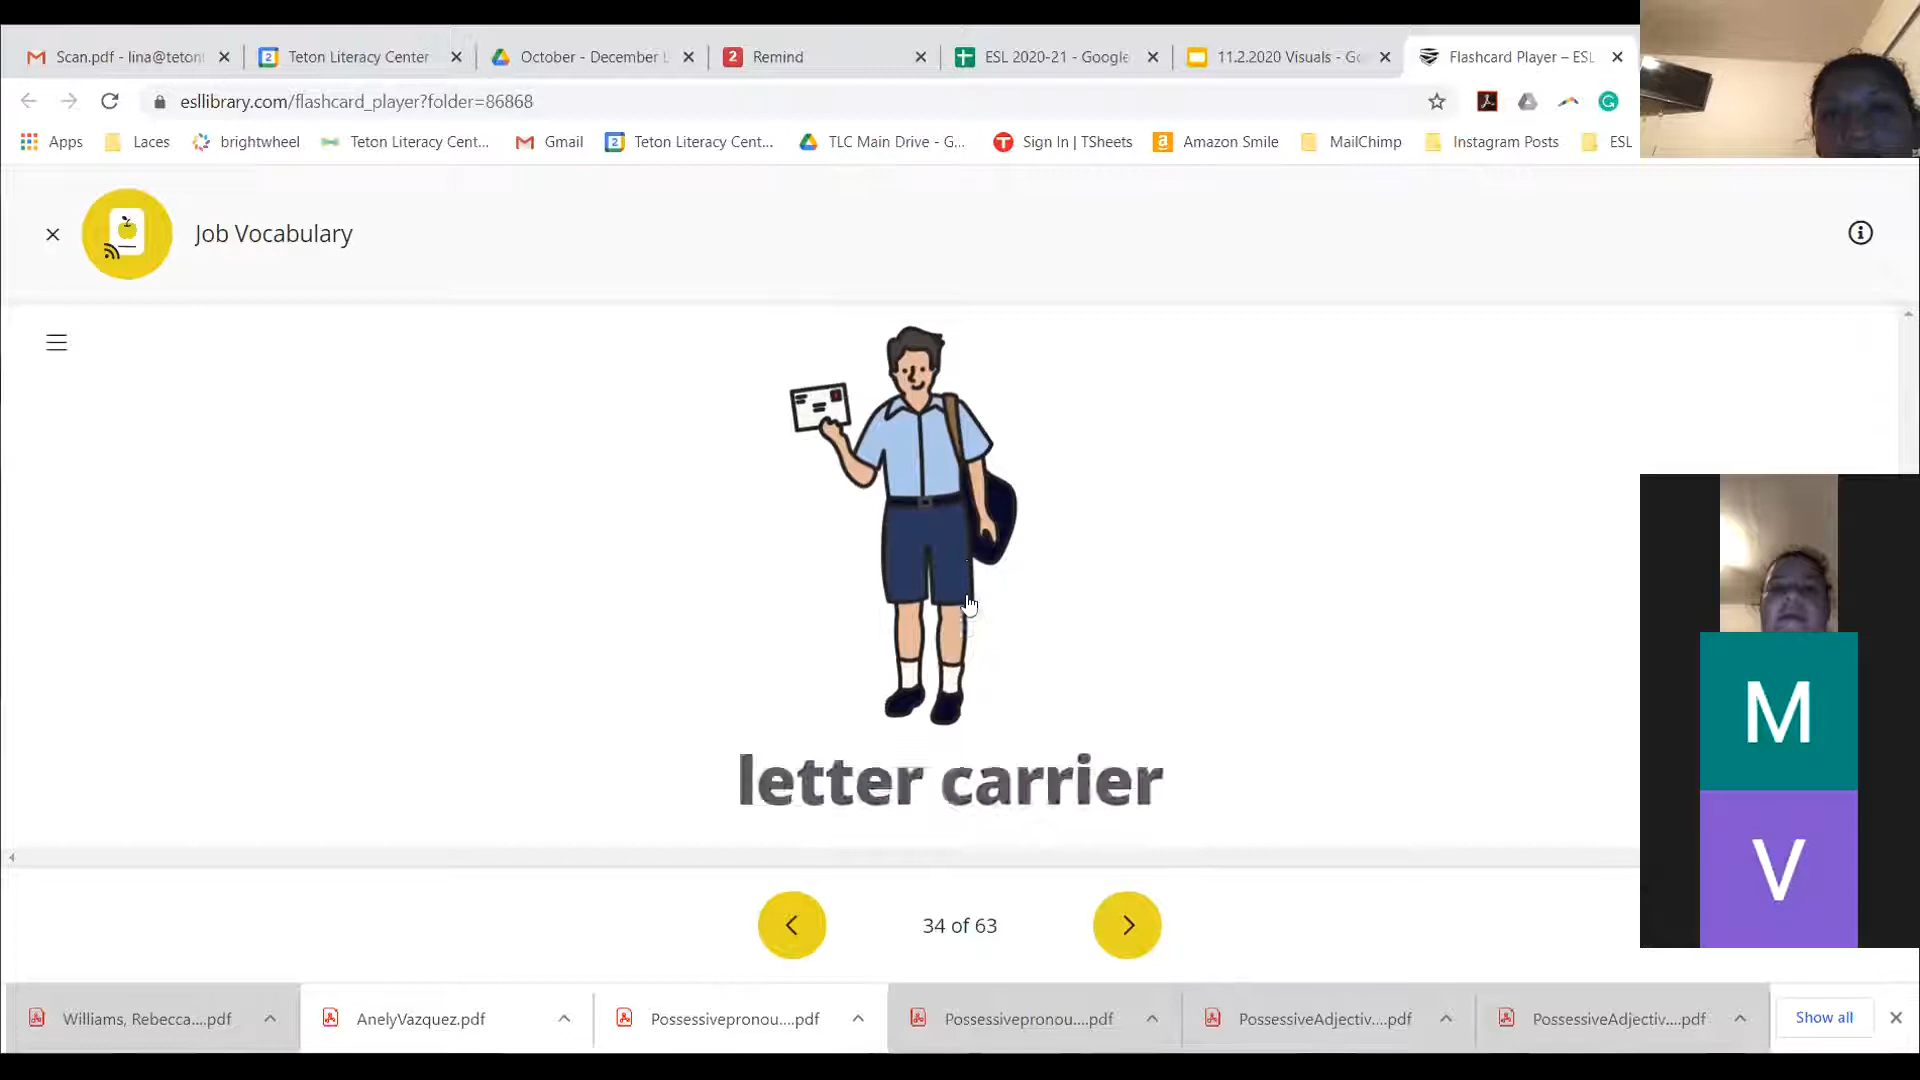 Scan.pdf - lina@teton
Teton Literacy Center
October - December L
Remind
ESL 2020-21 - Google
11.2.2020 Visuals - Go
Flashcard Player – ESL
esllibrary.com/flashcard_player?folder=86868
Apps
Laces
brightwheel
Teton Literacy Cent...
Gmail
Teton Literacy Cent...
TLC Main Drive - G...
Sign In | TSheets
Amazon Smile
MailChimp
Instagram Posts
ESL
Job Vocabulary
letter carrier
34 of 63
M
V
Williams, Rebecca....pdf
AnelyVazquez.pdf
Possessivepronou....pdf
Possessivepronou....pdf
PossessiveAdjectiv....pdf
PossessiveAdjectiv....pdf
Show all